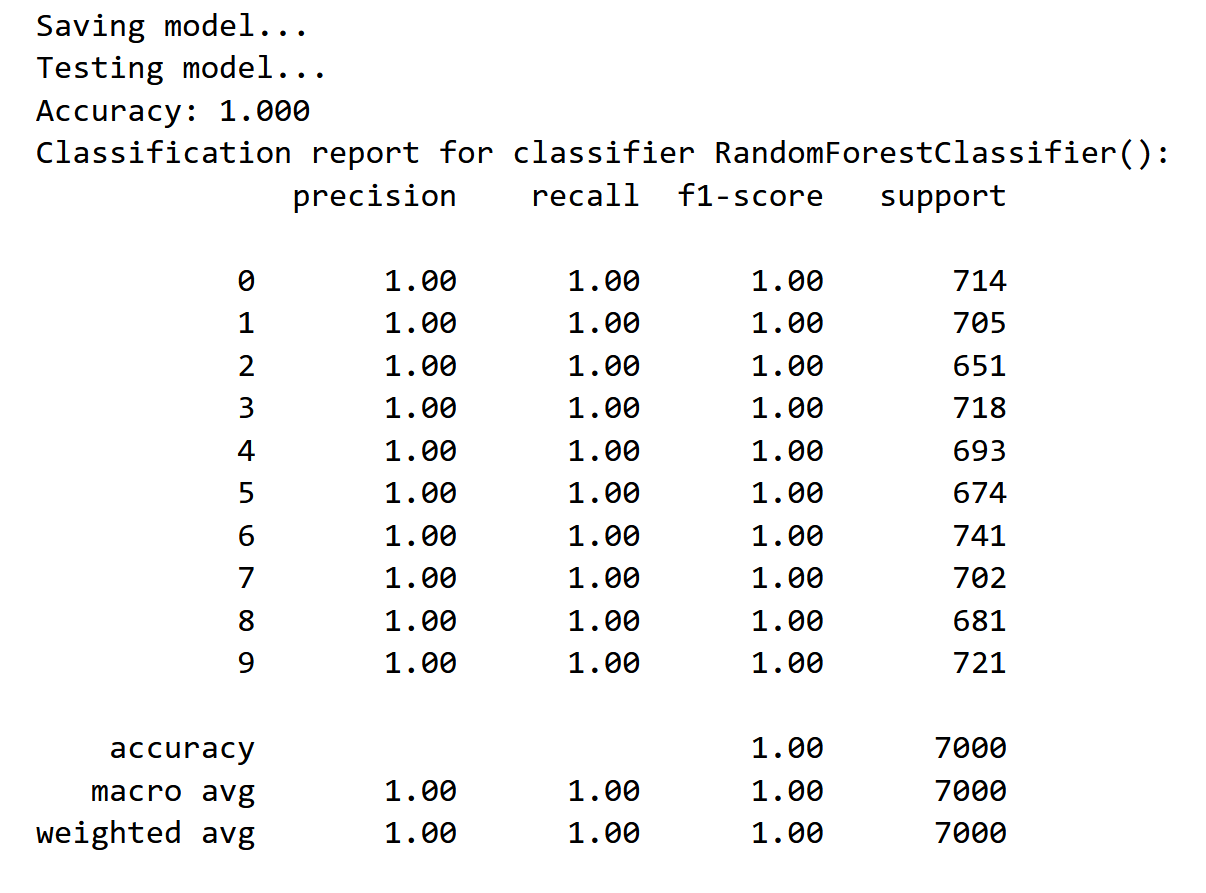 Saving model...
Testing model...
Accuracy: 1.000
Classification report for classifier RandomForestClassifier():
precision recall f1-score support
0 1.00 1.00 1.00 714
1 1.00 1.00 1.00 705
2 1.00 1.00 1.00 651
3 1.00 1.00 1.00 718
4 1.00 1.00 1.00 693
5 1.00 1.00 1.00 674
6 1.00 1.00 1.00 741
7 1.00 1.00 1.00 702
8 1.00 1.00 1.00 681
9 1.00 1.00 1.00 721
accuracy 1.00 7000
macro avg 1.00 1.00 1.00 7000
weighted avg 1.00 1.00 1.00 7000